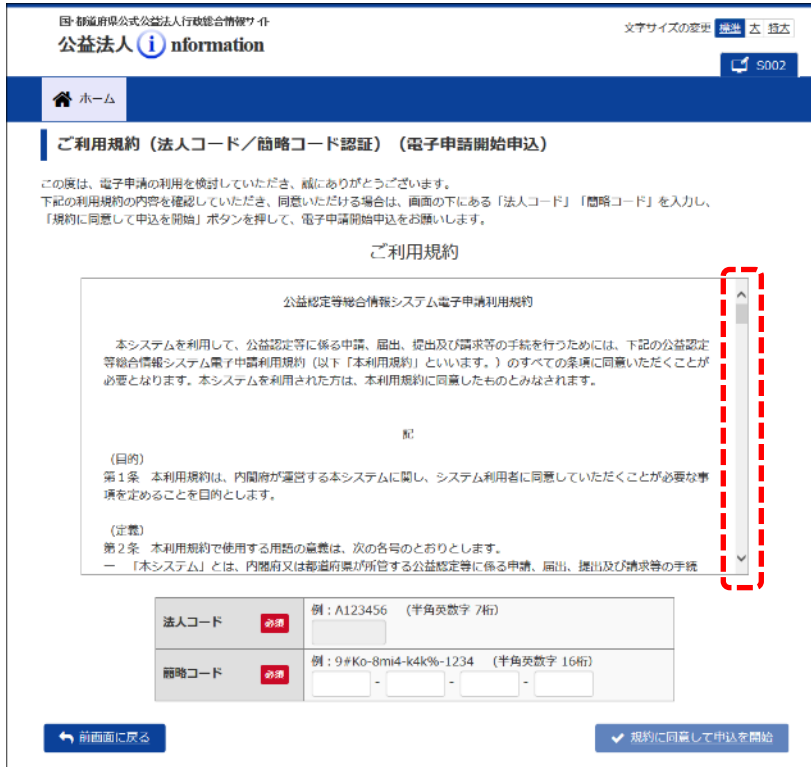 国・都道府県公式公益法人行政総合情報サイト
公益法人 information
文字サイズの変更 標準 大 特大
S002
ホーム
ご利用規約（法人コード／簡略コード認証）（電子申請開始申込）
この度は、電子申請の利用を検討していただき、誠にありがとうございます。
下記の利用規約の内容を確認していただき、同意いただける場合は、画面の下にある「法人コード」「簡略コード」を入力し、
「規約に同意して申込を開始」ボタンを押して、電子申請開始申込をお願いします。
ご利用規約
公益認定等総合情報システム電子申請利用規約
本システムを利用して、公益認定等に係る申請、届出、提出及び請求等の手続を行うためには、下記の公益認定
等総合情報システム電子申請利用規約（以下「本利用規約」といいます。）のすべての条項に同意いただくことが
必要となります。本システムを利用された方は、本利用規約に同意したものとみなされます。
記
（目的）
第１条　本利用規約は、内閣府が運営する本システムに関し、システム利用者に同意していただくことが必要な事
項を定めることを目的とします。
（定義）
第２条　本利用規約で使用する用語の意義は、次の各号のとおりとします。
一　「本システム」とは、内閣府又は都道府県が所管する公益認定等に係る申請、届出、提出及び請求等の手続
法人コード 必須 例：A123456　（半角英数字 7桁）
簡略コード 必須 例：9#Ko-8mi4-k4k%-1234　（半角英数字 16桁）
- - -
前画面に戻る
規約に同意して申込を開始